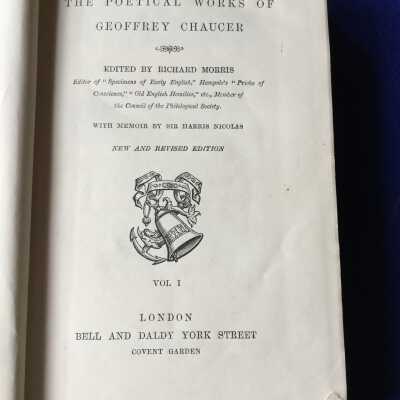 THE POETICAL WORKS OF
GEOFFREY CHAUCER
EDITED BY RICHARD MORRIS
Editor of "Specimens of Early English," Hampole's "Pricke of
Conscience," "Old English Homilies," etc., Member of
the Council of the Philological Society.
WITH MEMOIR BY SIR HARRIS NICOLAS
NEW AND REVISED EDITION
VOL I
LONDON
BELL AND DALDY YORK STREET
COVENT GARDEN